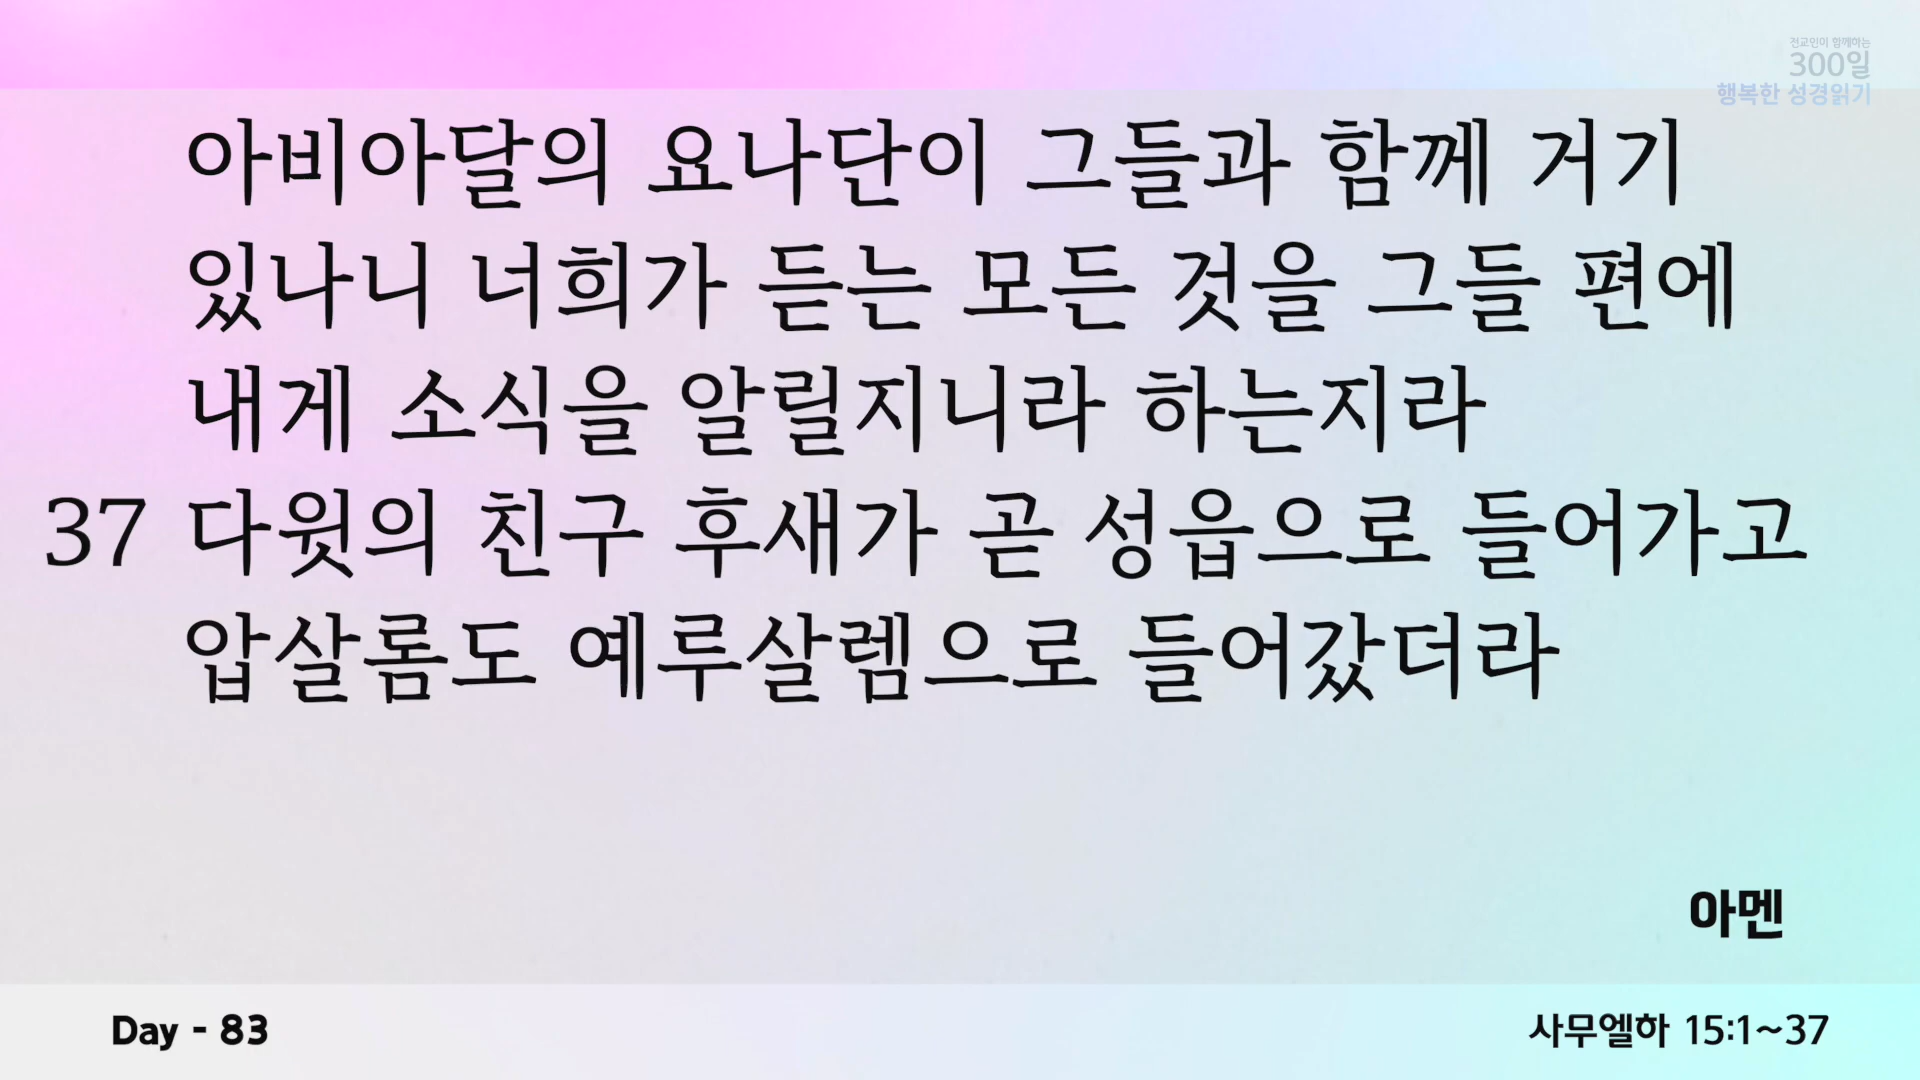 전교인이 함께하는
300일
행복한 성경읽기
아비아달의 요나단이 그들과 함께 거기
있나니 너희가 듣는 모든 것을 그들 편에
내게 소식을 알릴지니라 하는지라
37 다윗의 친구 후새가 곧 성읍으로 들어가고
압살롬도 예루살렘으로 들어갔더라
아멘
Day - 83
사무엘하 15:1~37